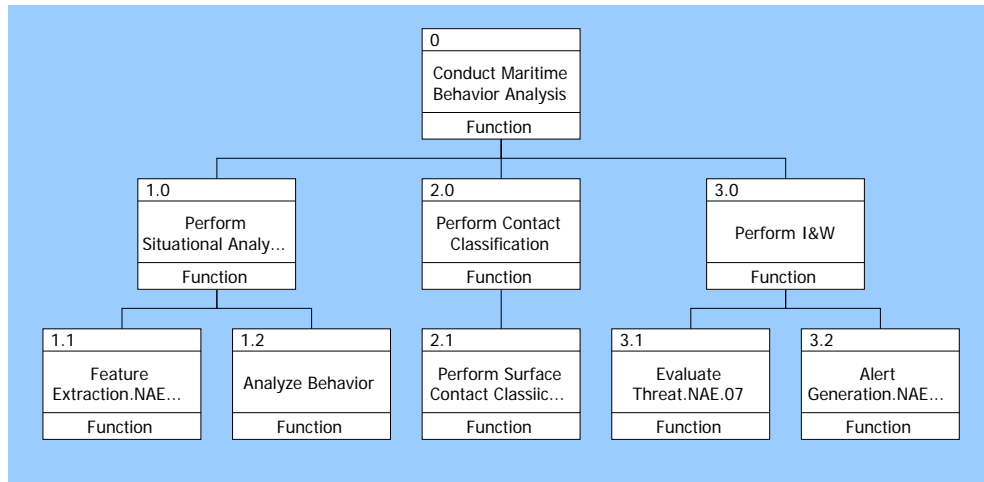 0
Conduct Maritime
Behavior Analysis
Function
1.0
Perform
Situational Analy...
Function
2.0
Perform Contact
Classification
Function
3.0
Perform I&W
Function
1.1
Feature
Extraction.NAE...
Function
1.2
Analyze Behavior
Function
2.1
Perform Surface
Contact Classiic...
Function
3.1
Evaluate
Threat.NAE.07
Function
3.2
Alert
Generation.NAE...
Function